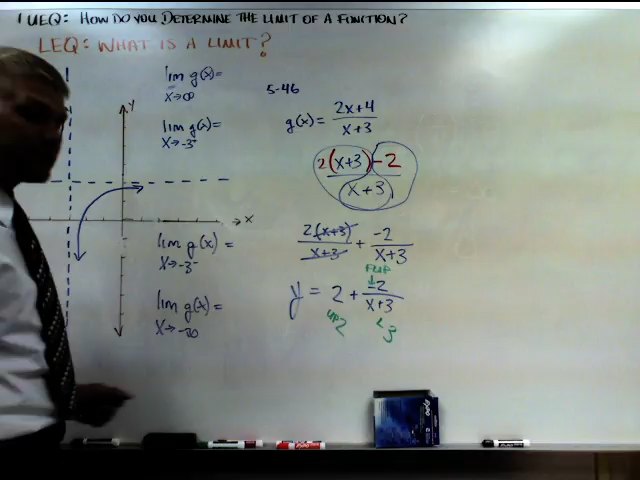 1 UEQ: HOW DO YOU DETERMINE THE LIMIT OF A FUNCTION?
LEQ: WHAT IS A LIMIT?
lim g(x)=
x→∞
lim g(x)=
x→-3⁺
lim g(x) =
x→-3⁻
lim g(x)=
x→-∞
y
x
5-46
g(x)= 2x+4
x+3
2(x+3)-2
x+3
2(x+3) + -2
x+3 x+3
FLIP
y = 2 + -2
x+3
UP 2
← 3
EXPO